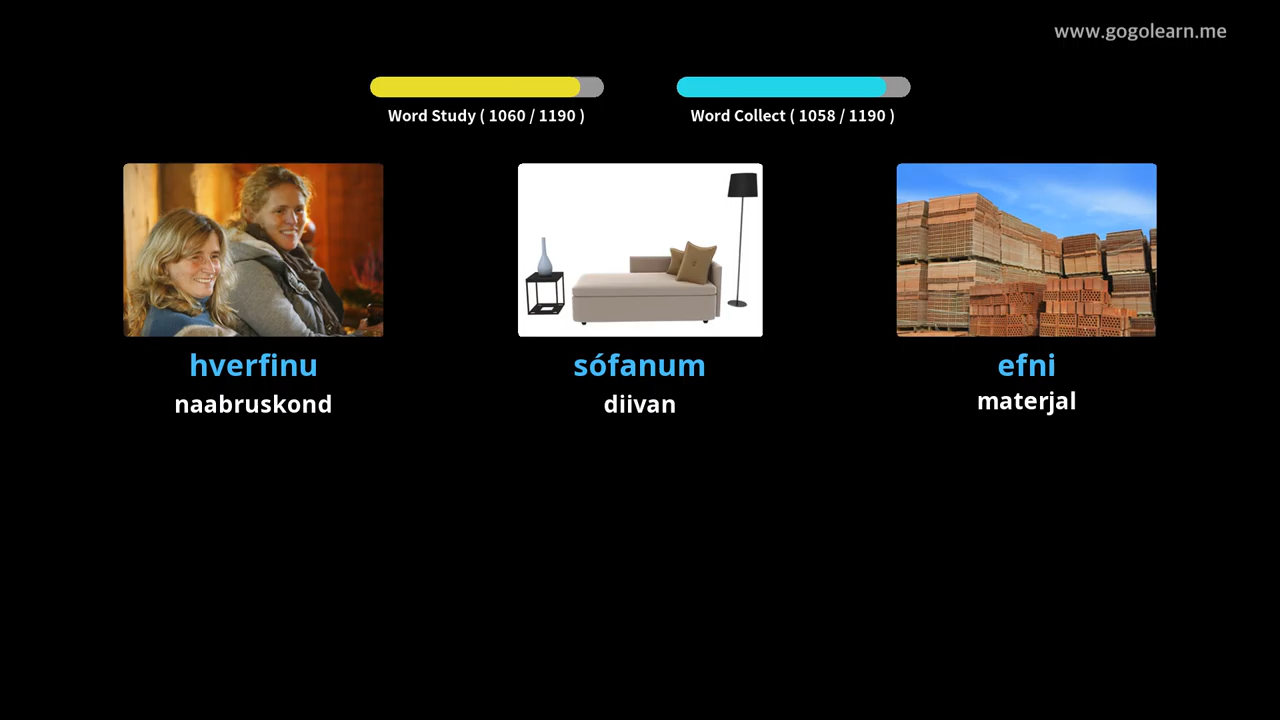 www.gogolearn.me
Word Study ( 1060 / 1190 )
Word Collect ( 1058 / 1190 )
hverfinu
naabruskond
sófanum
diivan
efni
materjal